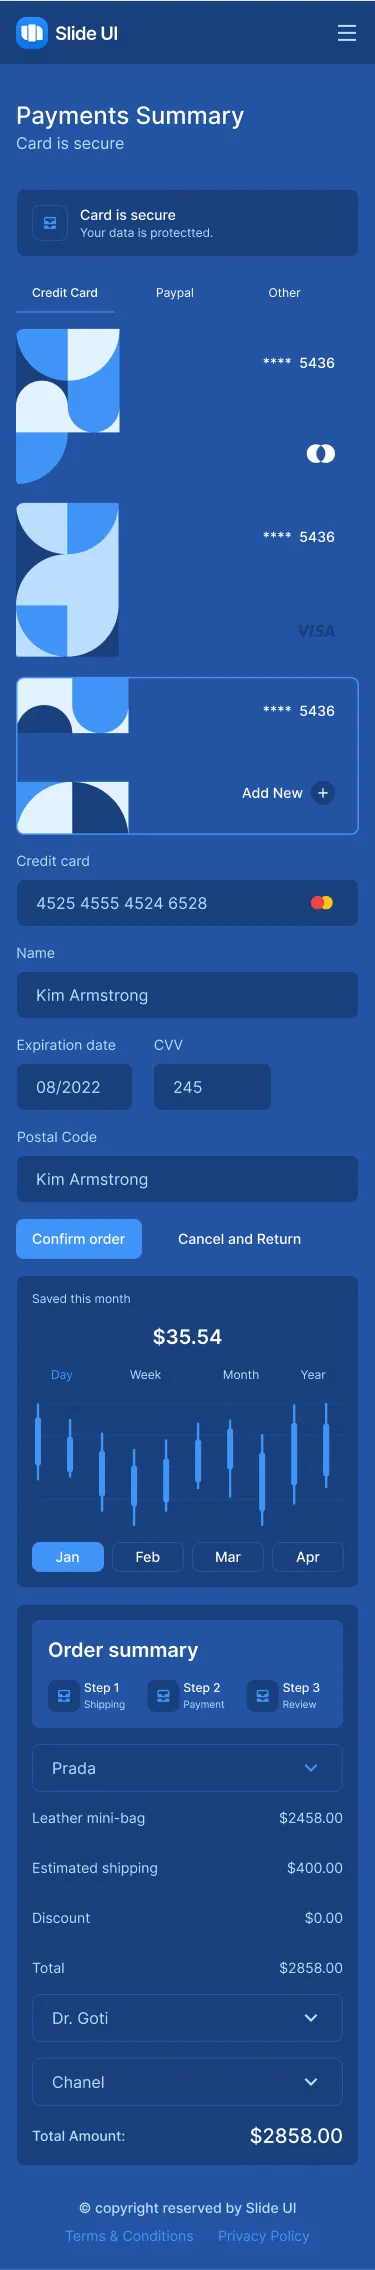 Slide UI
Payments Summary
Card is secure
Card is secure
Your data is protectted.
Credit Card Paypal Other
**** 5436
**** 5436
VISA
**** 5436
Add New
Credit card
4525 4555 4524 6528
Name
Kim Armstrong
Expiration date CVV
08/2022 245
Postal Code
Kim Armstrong
Confirm order Cancel and Return
Saved this month
$35.54
Day Week Month Year
Jan Feb Mar Apr
Order summary
Step 1 Step 2 Step 3
Shipping Payment Review
Prada
Leather mini-bag $2458.00
Estimated shipping $400.00
Discount $0.00
Total $2858.00
Dr. Goti
Chanel
Total Amount: $2858.00
© copyright reserved by Slide UI
Terms & Conditions Privacy Policy